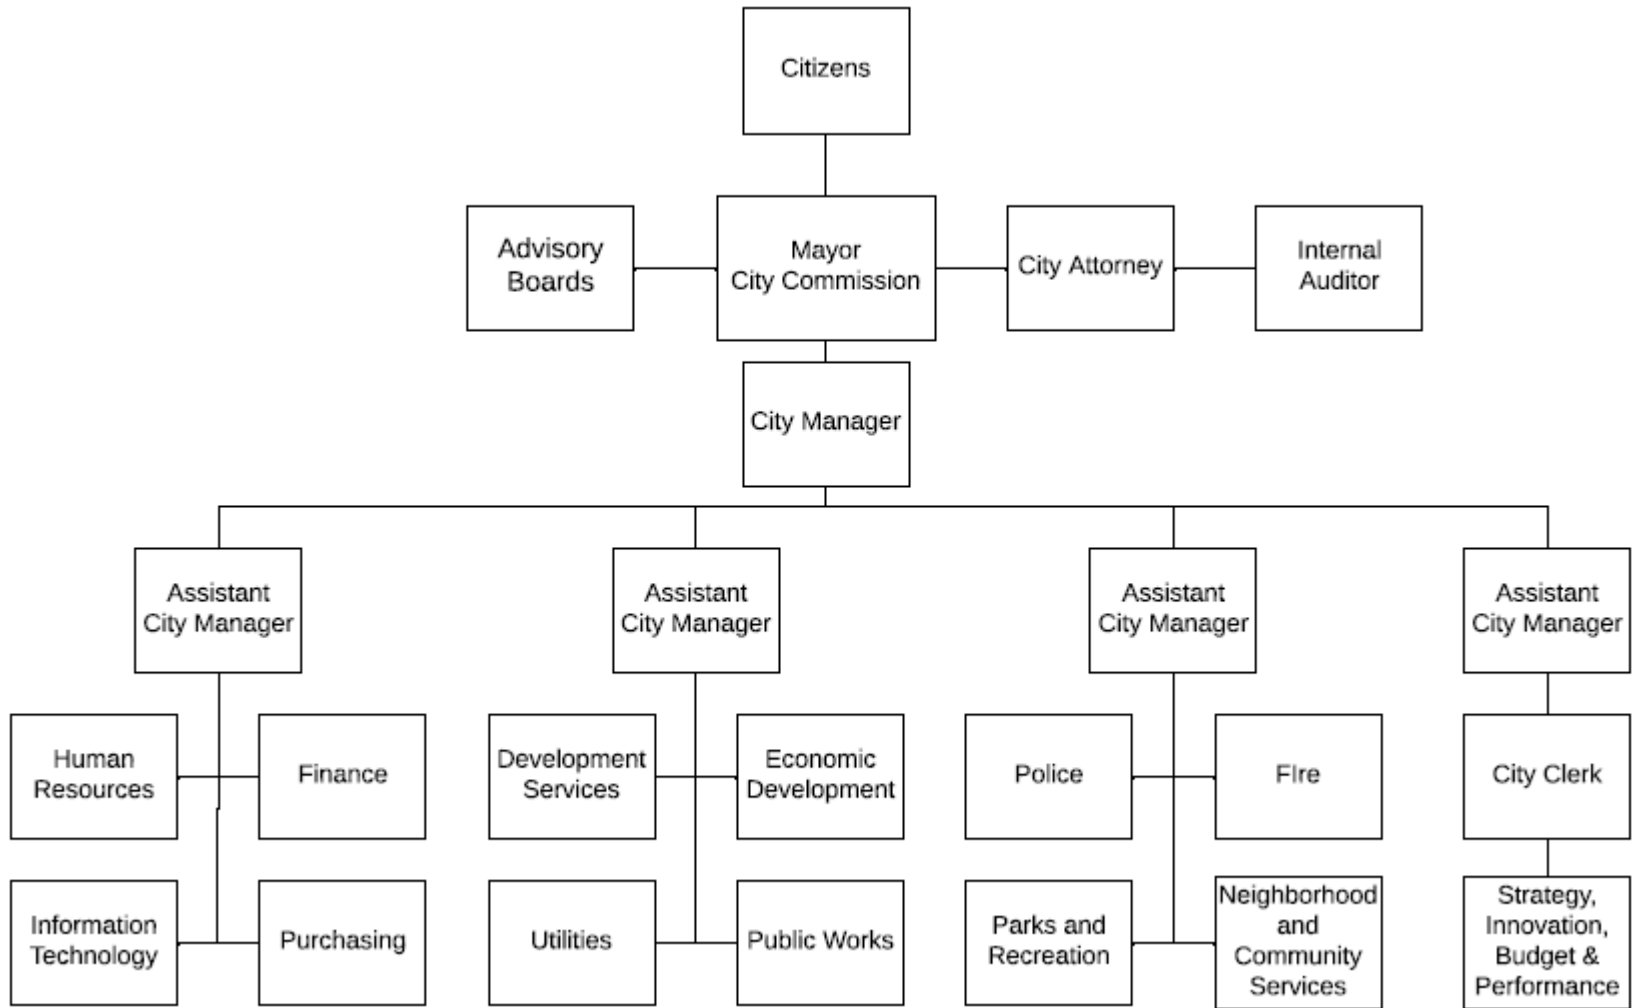 Citizens
Advisory
Boards
Mayor
City Commission
City Attorney
Internal
Auditor
City Manager
Assistant
City Manager
Assistant
City Manager
Assistant
City Manager
Assistant
City Manager
Human
Resources
Finance
Development
Services
Economic
Development
Police
FIre
City Clerk
Information
Technology
Purchasing
Utilities
Public Works
Parks and
Recreation
Neighborhood
and
Community
Services
Strategy,
Innovation,
Budget &
Performance